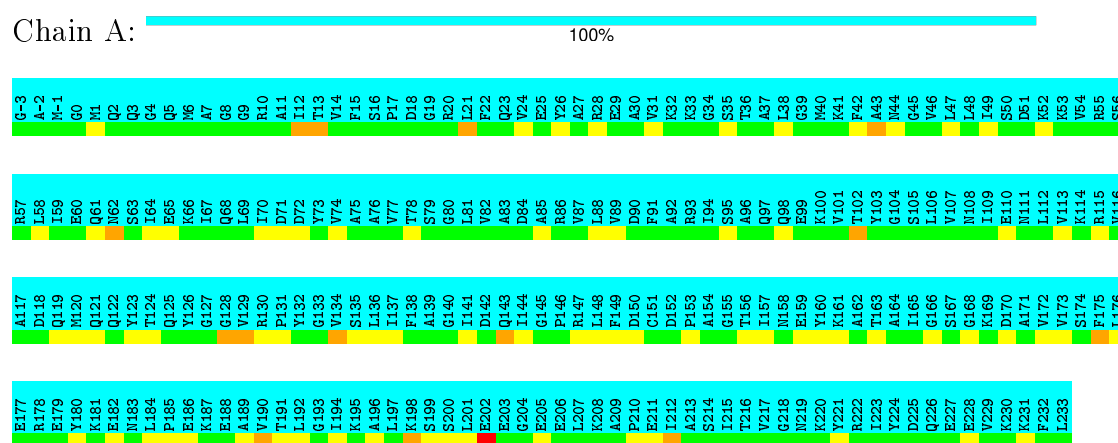 Chain A:
100%
G-3 A-2 M-1 G0 M1 Q2 Q3 G4 Q5 M6 A7 G8 G9 R10 A11 I12 T13 V14 F15 S16 P17 D18 G19 R20 L21 F22 Q23 V24 E25 Y26 A27 R28 E29 A30 V31 K32 K33 G34 S35 T36 A37 L38 G39 M40 K41 F42 A43 N44 G45 V46 L47 L48 I49 S50 D51 K52 K53 V54 R55 S56
R57 L58 I59 E60 Q61 N62 S63 I64 E65 K66 I67 Q68 L69 I70 D71 D72 Y73 V74 A75 A76 V77 T78 S79 G80 L81 V82 A83 D84 A85 R86 V87 L88 V89 D90 F91 A92 R93 I94 S95 A96 Q97 Q98 E99 K100 V101 T102 Y103 G104 S105 L106 V107 N108 I109 E110 N111 L112 V113 K114 R115 V116
A117 D118 Q119 M120 Q121 Q122 Y123 T124 Q125 Y126 G127 G128 V129 R130 P131 Y132 G133 V134 S135 L136 I137 F138 A139 G140 I141 D142 Q143 I144 G145 P146 R147 L148 F149 D150 C151 D152 P153 A154 G155 T156 I157 N158 E159 Y160 K161 A162 T163 A164 I165 G166 S167 G168 K169 D170 A171 V172 V173 S174 F175 L176
E177 R178 E179 Y180 K181 E182 N183 L184 P185 E186 K187 E188 A189 V190 T191 L192 G193 I194 K195 A196 L197 K198 S199 S200 L201 E202 E203 G204 E205 E206 L207 K208 A209 P210 E211 I212 A213 S214 I215 T216 V217 G218 N219 K220 Y221 R222 I223 Y224 D225 Q226 E227 E228 V229 K230 K231 F232 L233